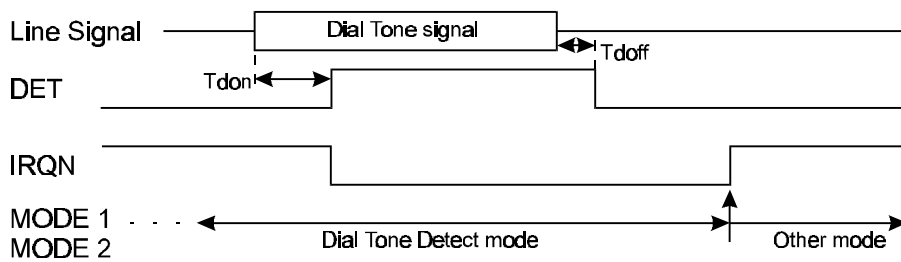 Line Signal
Dial Tone signal
Tdoff
Tdon
DET
IRQN
MODE 1
MODE 2
Dial Tone Detect mode
Other mode